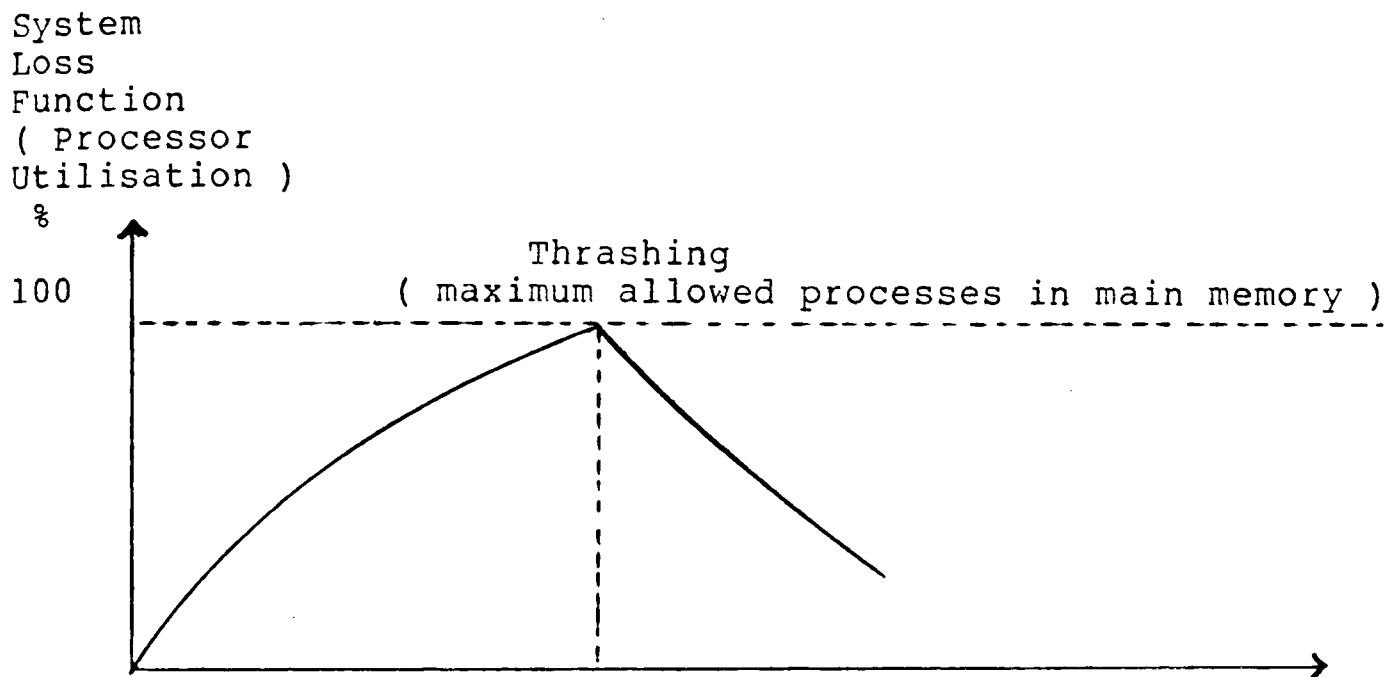 System
Loss
Function
( Processor
Utilisation )
%
Thrashing
100
( maximum allowed processes in main memory )